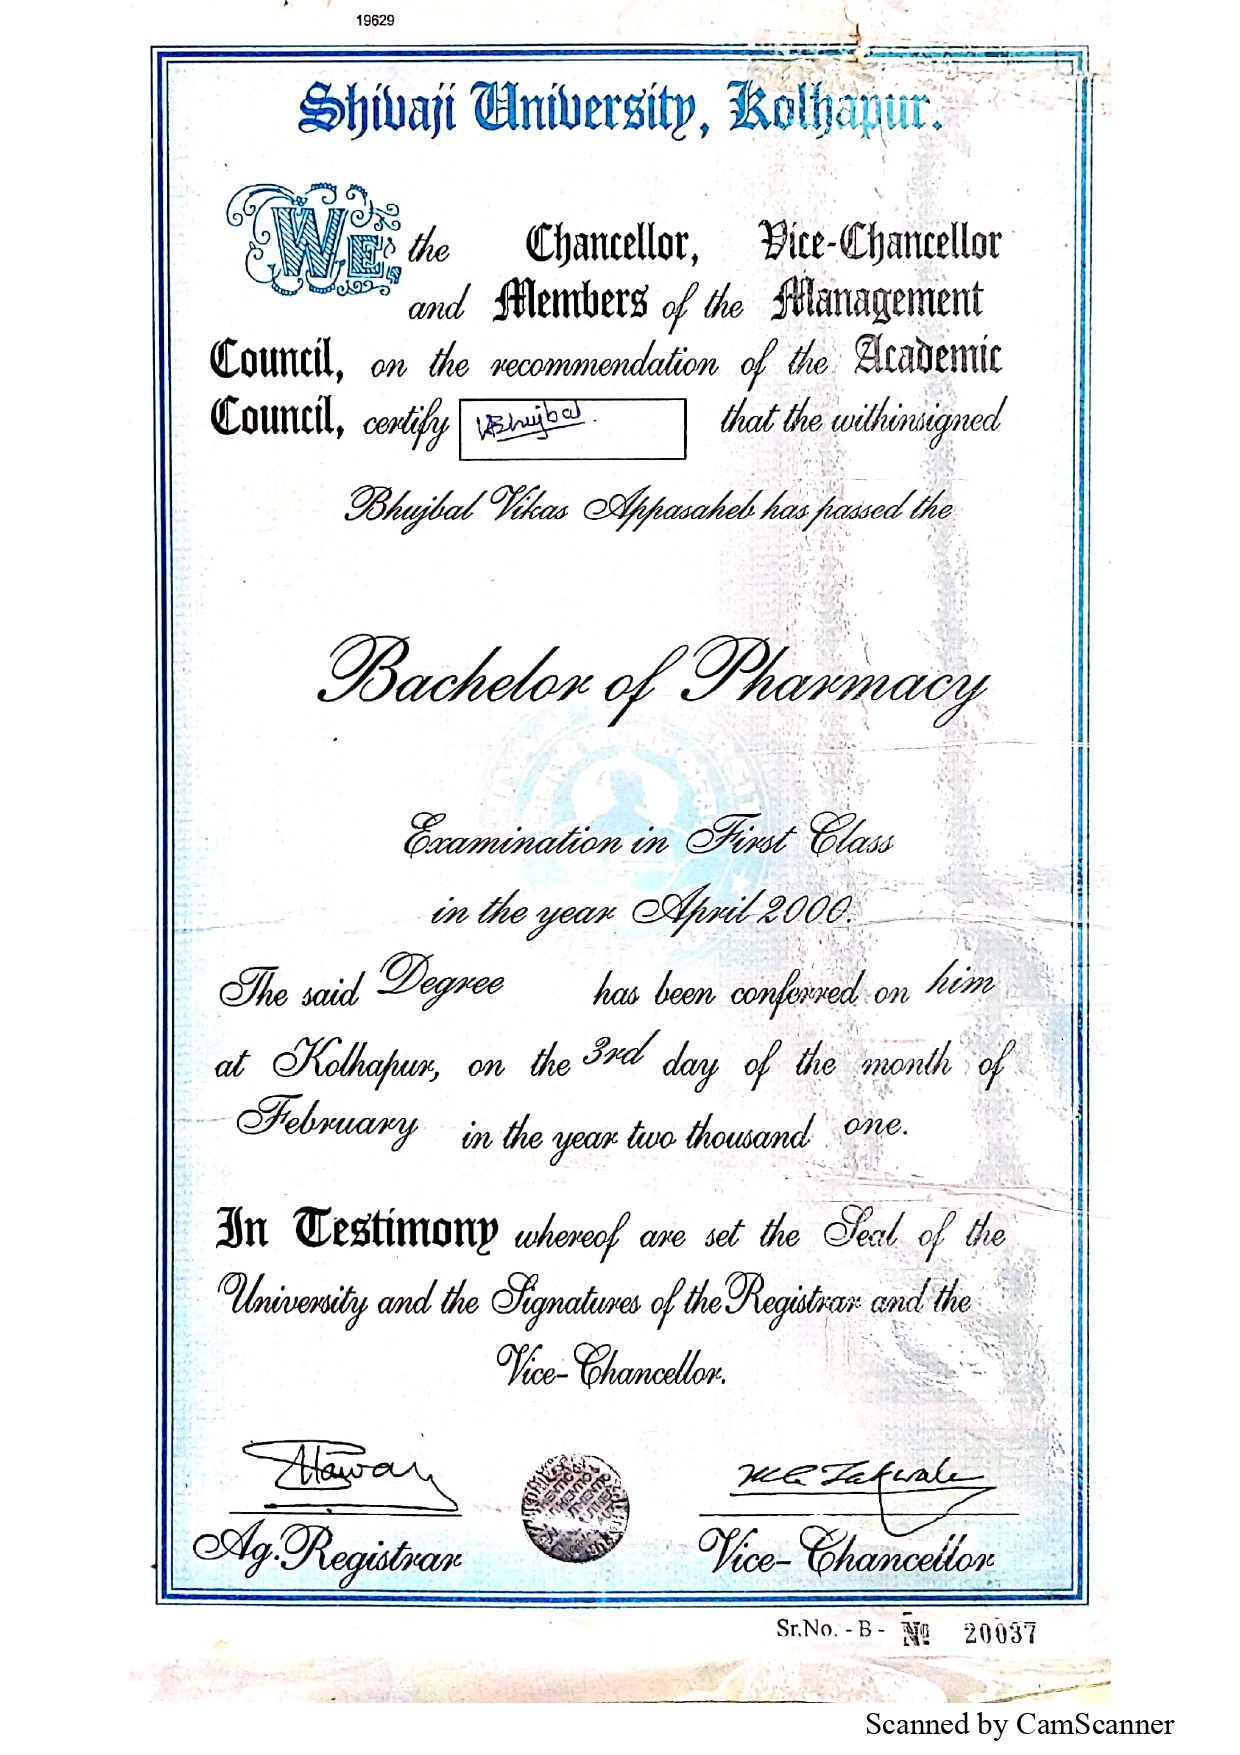 19629
Shivaji University, Kolhapur.
We, the Chancellor, Vice-Chancellor
and Members of the Management
Council, on the recommendation of the Academic
Council, certify VABhujbal. that the withinsigned
Bhujbal Vikas Appasaheb has passed the
Bachelor of Pharmacy
Examination in First Class
in the year April 2000.
The said Degree has been conferred on him
at Kolhapur, on the 3rd day of the month of
February in the year two thousand one.
In Testimony whereof are set the Seal of the
University and the Signatures of the Registrar and the
Vice-Chancellor.
Ag. Registrar Vice-Chancellor
Sr.No. - B - No 20037
Scanned by CamScanner